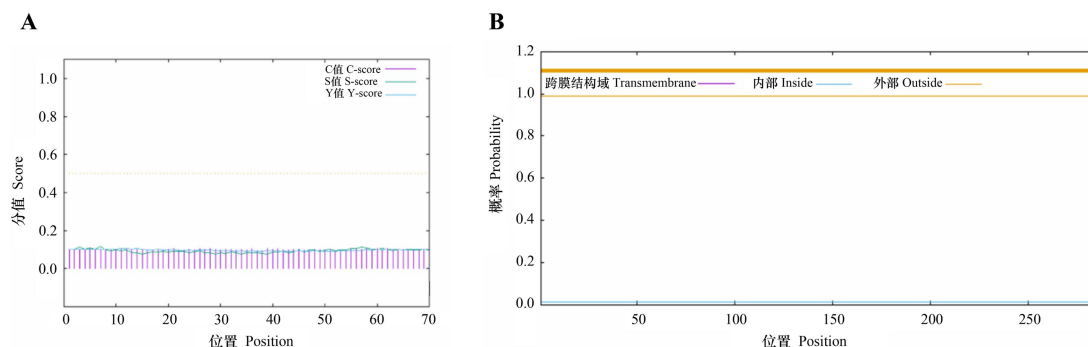 A
分值 Score
1.0
0.8
0.6
0.4
0.2
0.0
C值 C-score
S值 S-score
Y值 Y-score
0 10 20 30 40 50 60 70
位置 Position
B
概率 Probability
1.2
1.0
0.8
0.6
0.4
0.2
0.0
跨膜结构域 Transmembrane 内部 Inside 外部 Outside
50 100 150 200 250
位置 Position